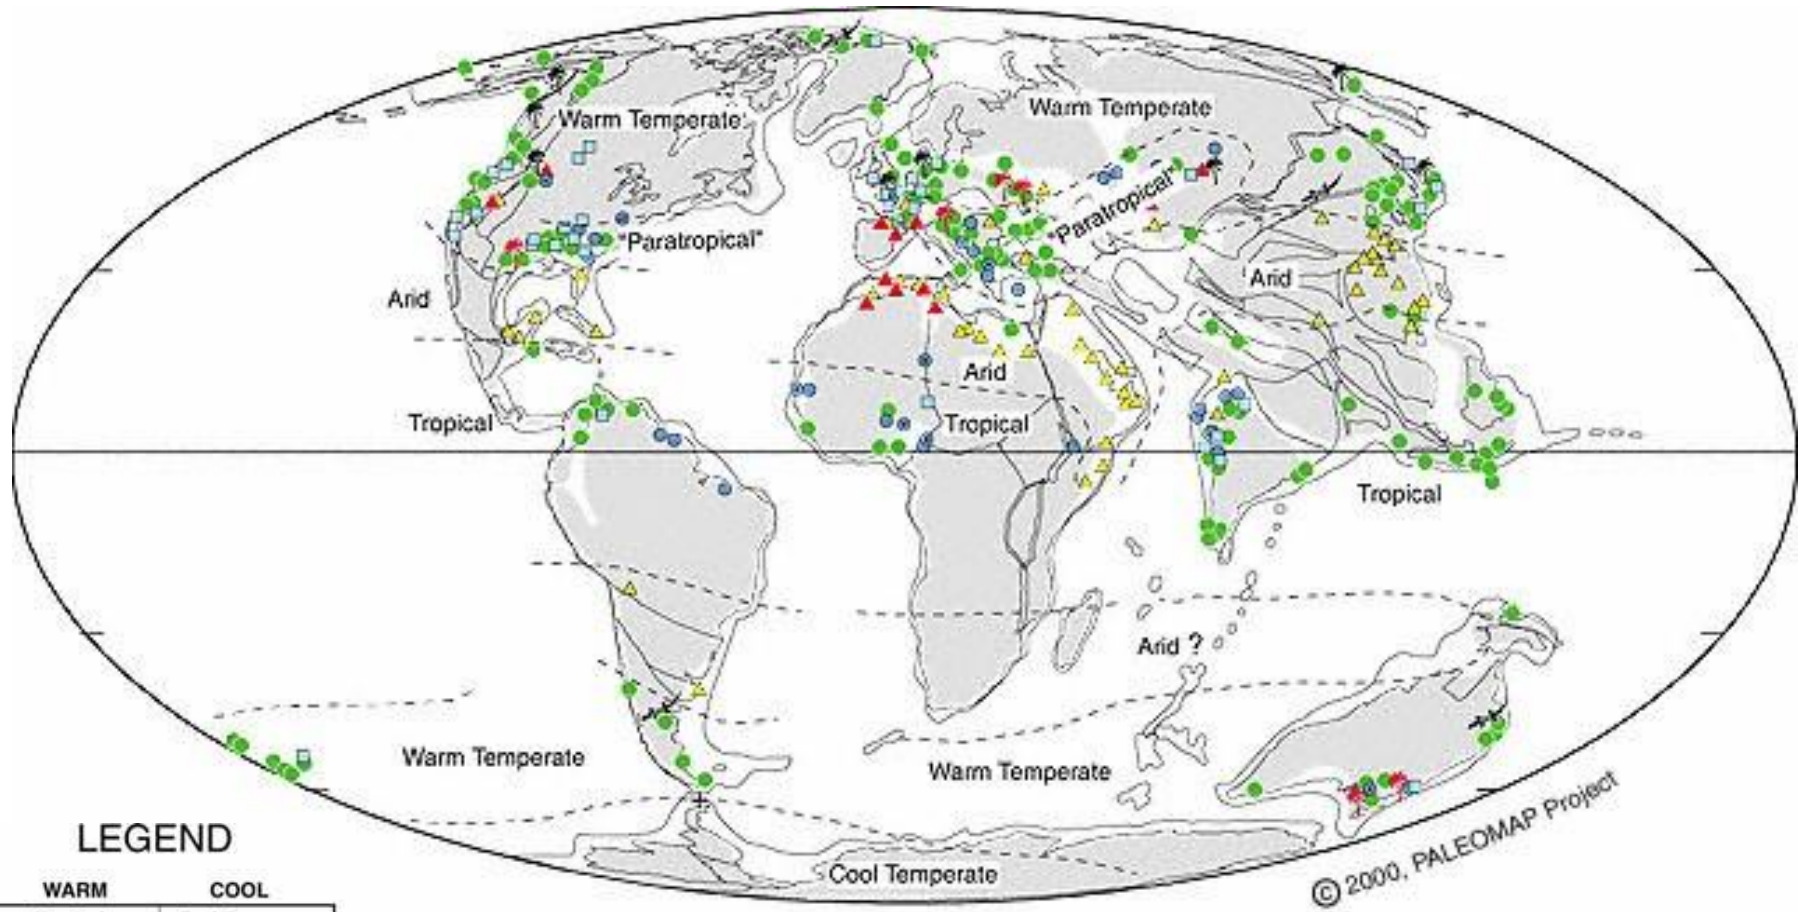 Warm Temperate
Warm Temperate
"Paratropical"
"Paratropical"
Arid
Arid
Arid
Tropical
Tropical
Tropical
Arid ?
Warm Temperate
Warm Temperate
Cool Temperate
© 2000, PALEOMAP Project
LEGEND
WARM COOL